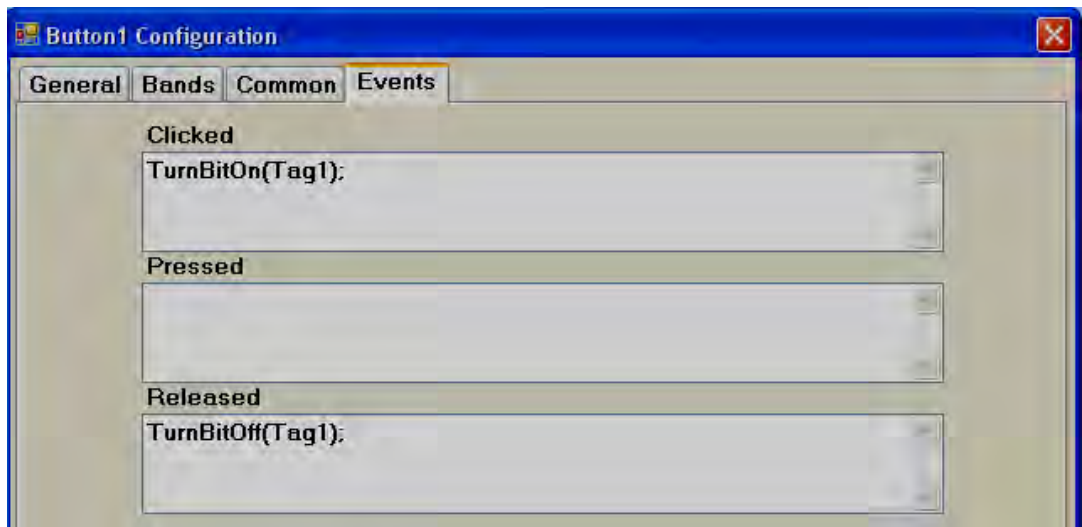 Button1 Configuration
General Bands Common Events
Clicked
TurnBitOn(Tag1);
Pressed
Released
TurnBitOff(Tag1);